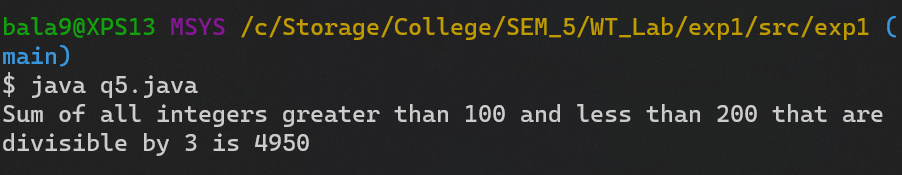 bala9@XPS13 MSYS /c/Storage/College/SEM_5/WT_Lab/exp1/src/exp1 (
main)
$ java q5.java
Sum of all integers greater than 100 and less than 200 that are
divisible by 3 is 4950